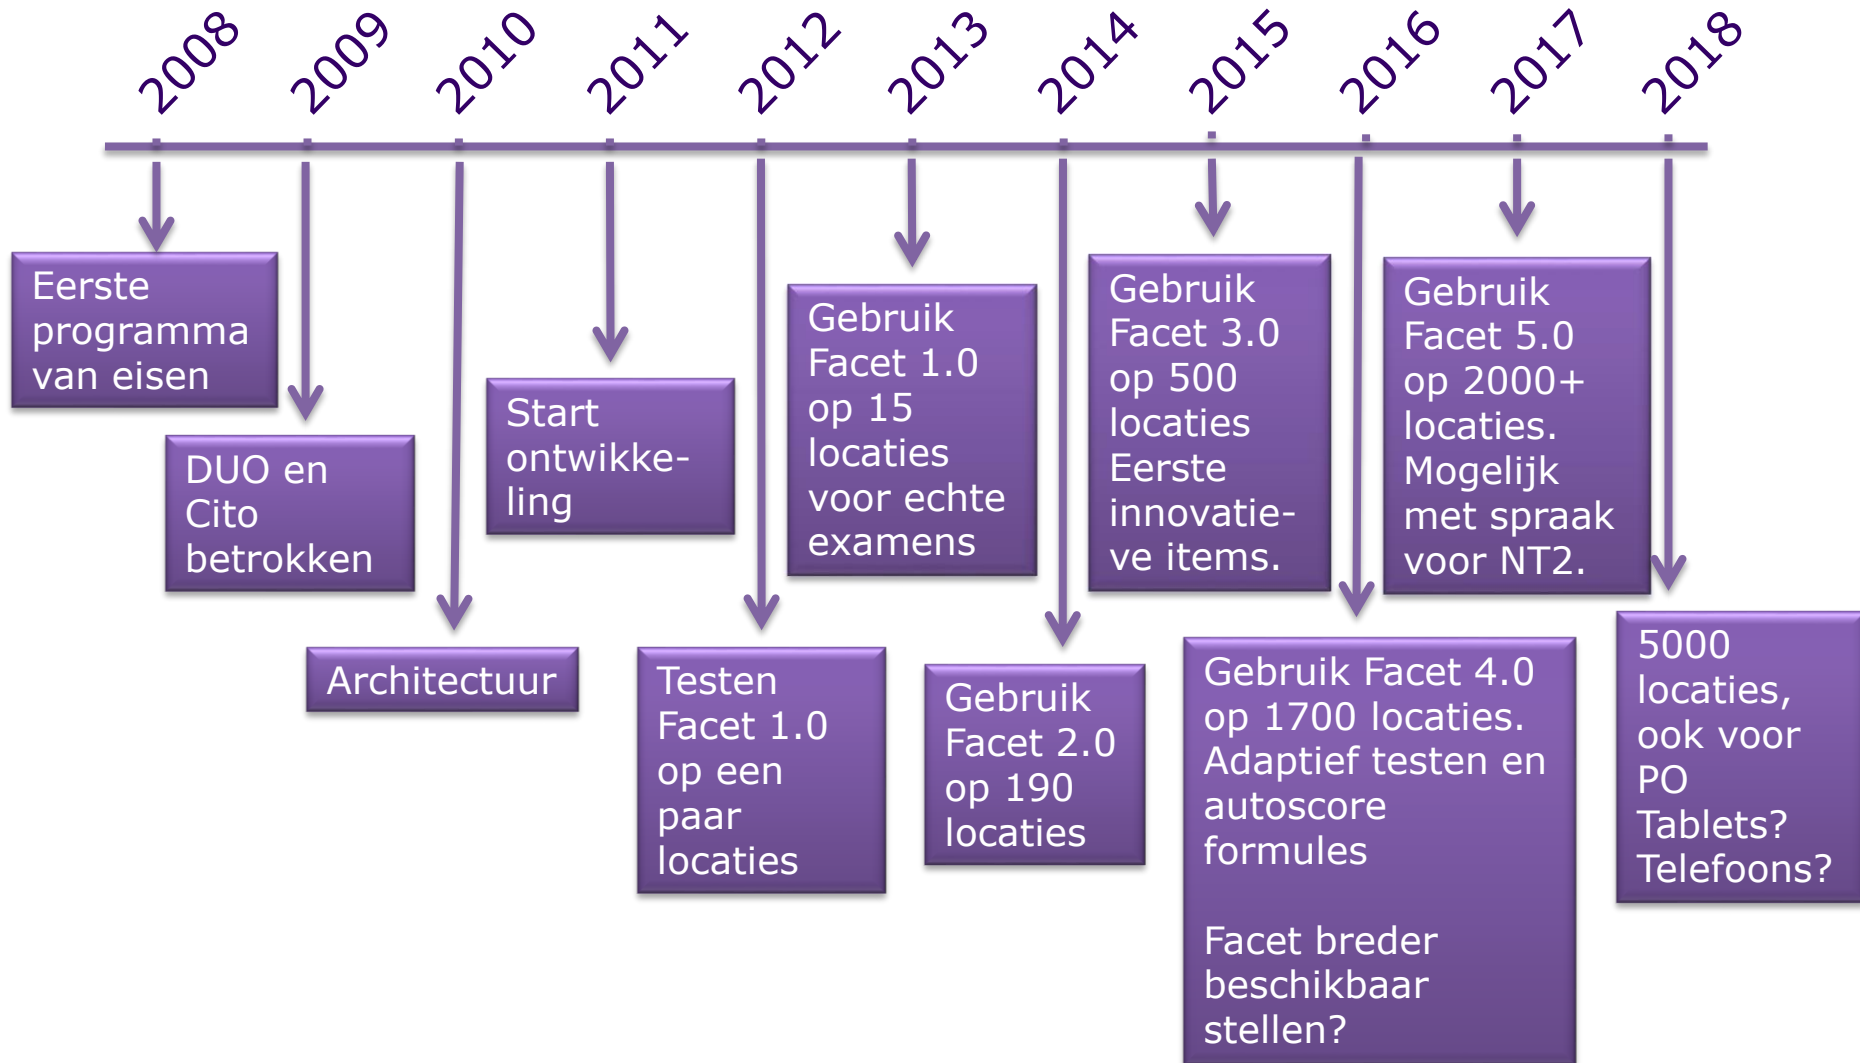 2008
2009
2010
2011
2012
2013
2014
2015
2016
2017
2018
Eerste
programma
van eisen
DUO en
Cito
betrokken
Architectuur
Start
ontwikke-
ling
Testen
Facet 1.0
op een
paar
locaties
Gebruik
Facet 1.0
op 15
locaties
voor echte
examens
Gebruik
Facet 2.0
op 190
locaties
Gebruik
Facet 3.0
op 500
locaties
Eerste
innovatie-
ve items.
Gebruik Facet 4.0
op 1700 locaties.
Adaptief testen en
autoscore
formules
Facet breder
beschikbaar
stellen?
Gebruik
Facet 5.0
op 2000+
locaties.
Mogelijk
met spraak
voor NT2.
5000
locaties,
ook voor
PO
Tablets?
Telefoons?